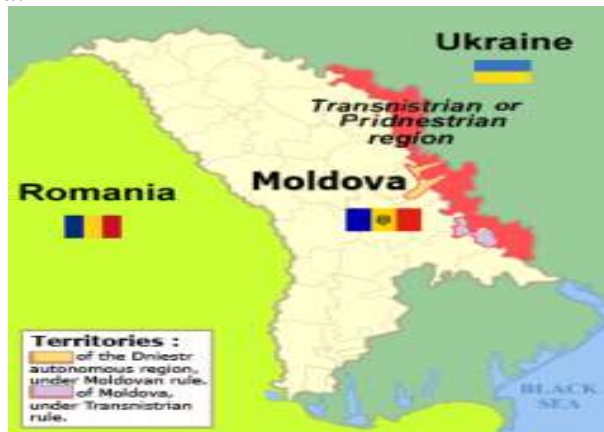 Ukraine
Transnistrian or
Pridnestrian
region
Moldova
Romania
Territories :
of the Dniestr
autonomous region,
under Moldovan rule.
of Moldova,
under Transnistrian
rule.
BLACK
SEA